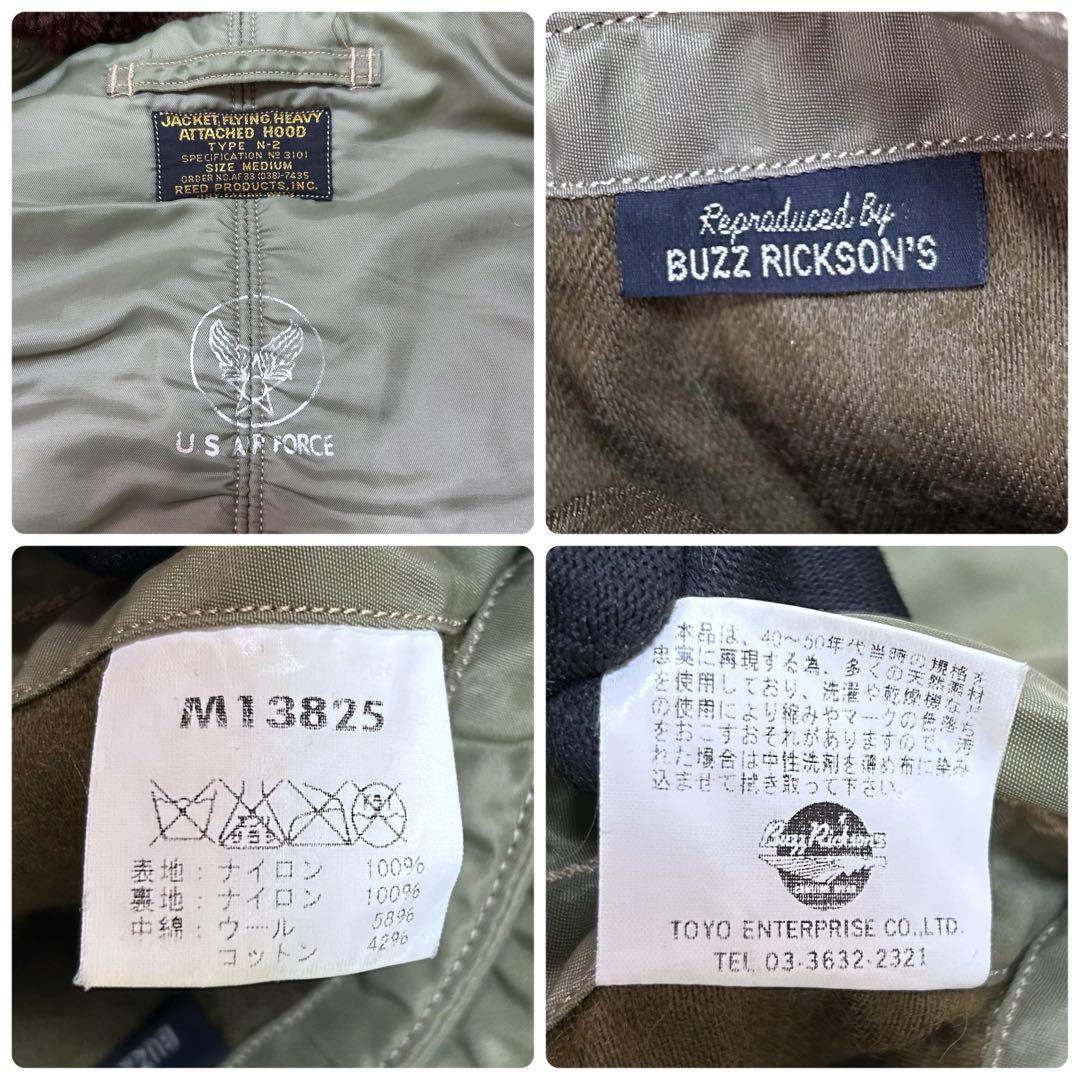 JACKET, FLYING, HEAVY
ATTACHED HOOD
TYPE N-2
SPECIFICATION Nº 3101
SIZE MEDIUM
ORDER NO. AF 33 (038)-7435
REED PRODUCTS, INC.
U.S AIR FORCE
Reproduced By
BUZZ RICKSON'S
M13825
表地:ナイロン 100%
裏地:ナイロン 100%
中綿:ウール 58%
コットン 42%
BUZZ RICKSON'S
本品は、40〜50年代当時の規格を
忠実に再現する為、多くの天然素材
を使用しており、洗濯や乾燥機など
の使用により縮みやマークの色落ち
をおこすおそれがありますので、汚
れた場合は中性洗剤を薄め布に染み
込ませて拭き取って下さい。
Buzz Rickson's
TOYO ENTERPRISE CO.,LTD.
TEL 03-3632-2321